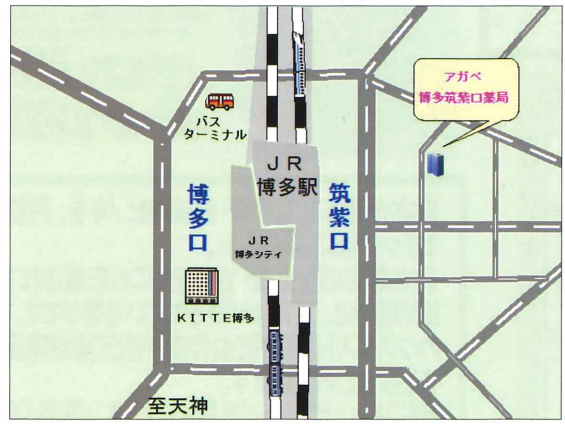 アガペ
博多筑紫口薬局
バス
ターミナル
JR
博多駅
博多口
筑紫口
JR
博多シティ
KITTE博多
至天神